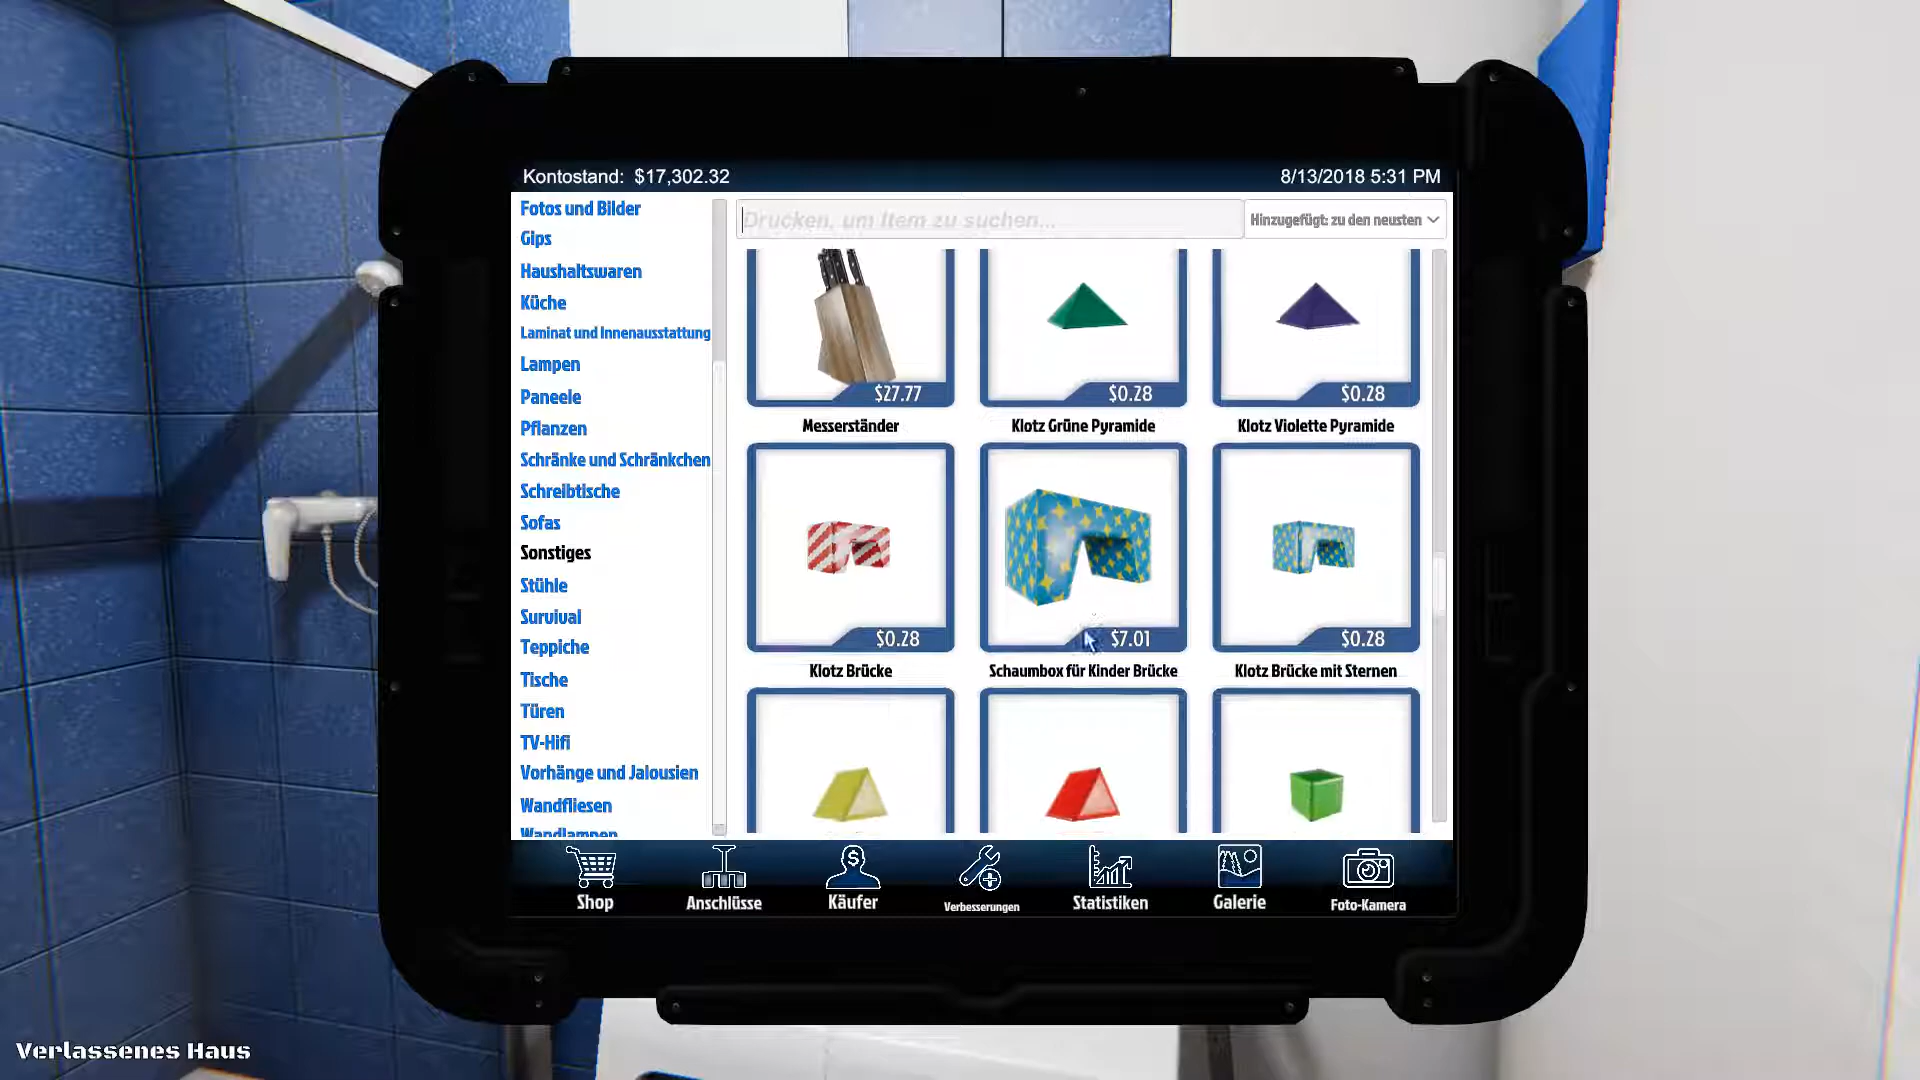 Kontostand: $17,302.32
8/13/2018 5:31 PM
Fotos und Bilder
Gips
Haushaltswaren
Küche
Laminat und Innenausstattung
Lampen
Paneele
Pflanzen
Schränke und Schränkchen
Schreibtische
Sofas
Sonstiges
Stühle
Survival
Teppiche
Tische
Türen
TV-Hifi
Vorhänge und Jalousien
Wandfliesen
Wandlampen
Drucken, um Item zu suchen...
Hinzugefügt: zu den neusten
$27.77
$0.28
$0.28
Messerständer
Klotz Grüne Pyramide
Klotz Violette Pyramide
$0.28
$7.01
$0.28
Klotz Brücke
Schaumbox für Kinder Brücke
Klotz Brücke mit Sternen
Shop
Anschlüsse
Käufer
Verbesserungen
Statistiken
Galerie
Foto-Kamera
Verlassenes Haus